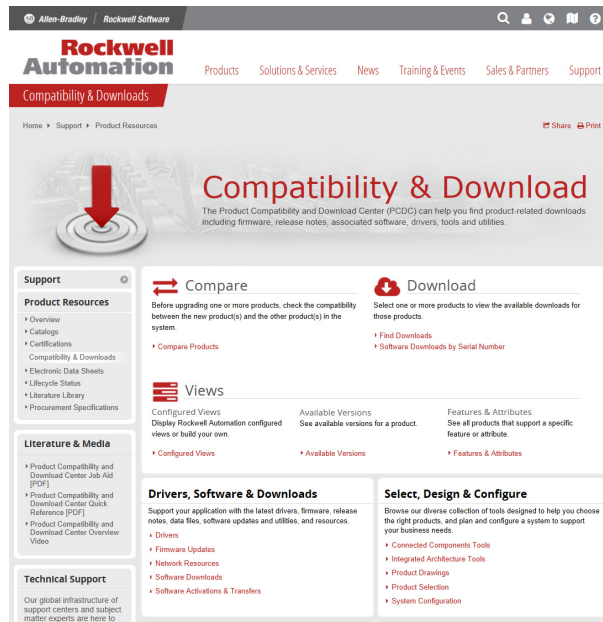 Allen-Bradley
Rockwell Software
Rockwell
Automation
Products
Solutions & Services
News
Training & Events
Sales & Partners
Support
Compatibility & Downloads
Home
Support
Product Resources
Share
Print
Compatibility & Download
The Product Compatibility and Download Center (PCDC) can help you find product-related downloads
including firmware, release notes, associated software, drivers, tools and utilities.
Support
Product Resources
Overview
Catalogs
Certifications
Compatibility & Downloads
Electronic Data Sheets
Lifecycle Status
Literature Library
Procurement Specifications
Literature & Media
Product Compatibility and
Download Center Job Aid
[PDF]
Product Compatibility and
Download Center Quick
Reference [PDF]
Product Compatibility and
Download Center Overview
Video
Technical Support
Our global infrastructure of
support centers and subject
matter experts are here to
Compare
Before upgrading one or more products, check the compatibility
between the new product(s) and the other product(s) in the
system.
Compare Products
Download
Select one or more products to view the available downloads for
those products.
Find Downloads
Software Downloads by Serial Number
Views
Configured Views
Display Rockwell Automation configured
views or build your own.
Configured Views
Available Versions
See available versions for a product.
Available Versions
Features & Attributes
See all products that support a specific
feature or attribute.
Features & Attributes
Drivers, Software & Downloads
Support your application with the latest drivers, firmware, release
notes, data files, software updates and utilities, and resources.
Drivers
Firmware Updates
Network Resources
Software Downloads
Software Activations & Transfers
Select, Design & Configure
Browse our diverse collection of tools designed to help you choose
the right products, and plan and configure a system to support
your business needs.
Connected Components Tools
Integrated Architecture Tools
Product Drawings
Product Selection
System Configuration